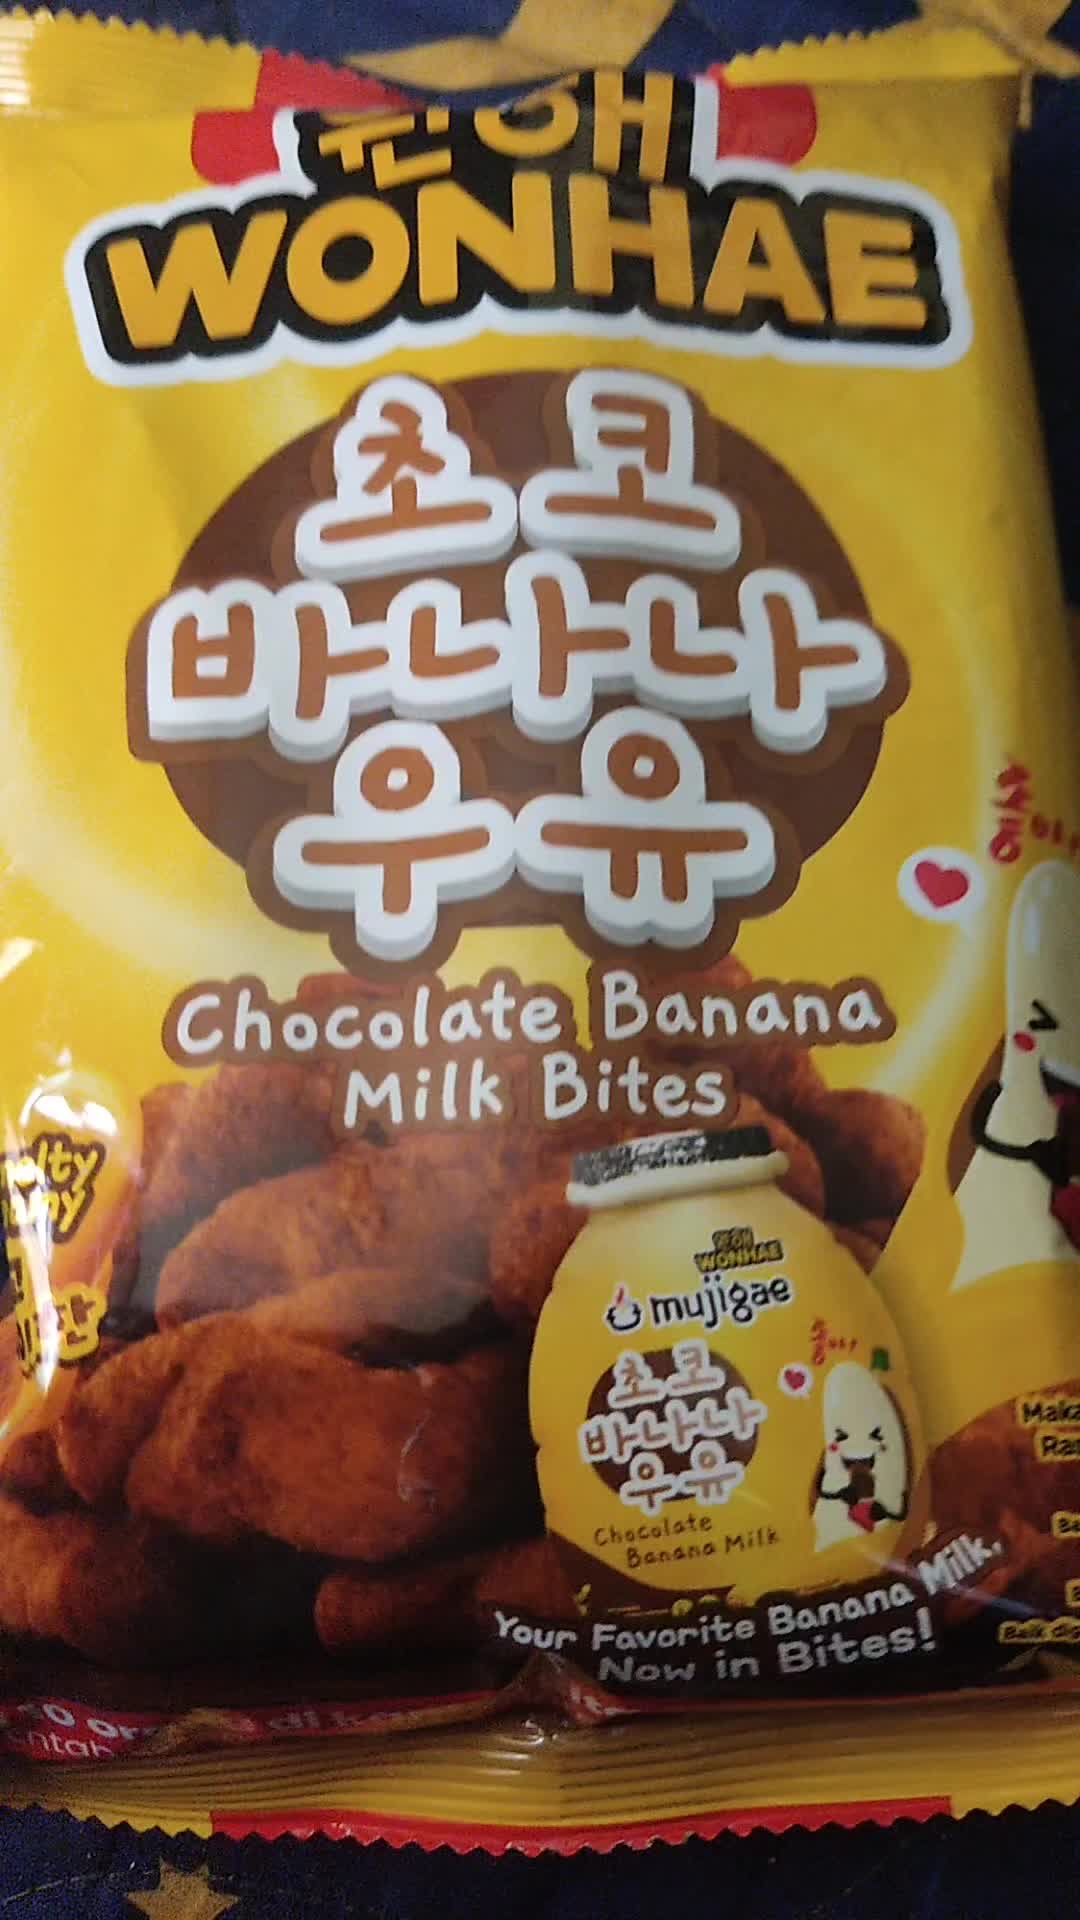 원해
WONHAE
초코
바나나
우유
Chocolate Banana
Milk Bites
원해
WONHAE
mujigae
초코
바나나
우유
Chocolate
Banana Milk
Your Favorite Banana Milk,
Now in Bites!